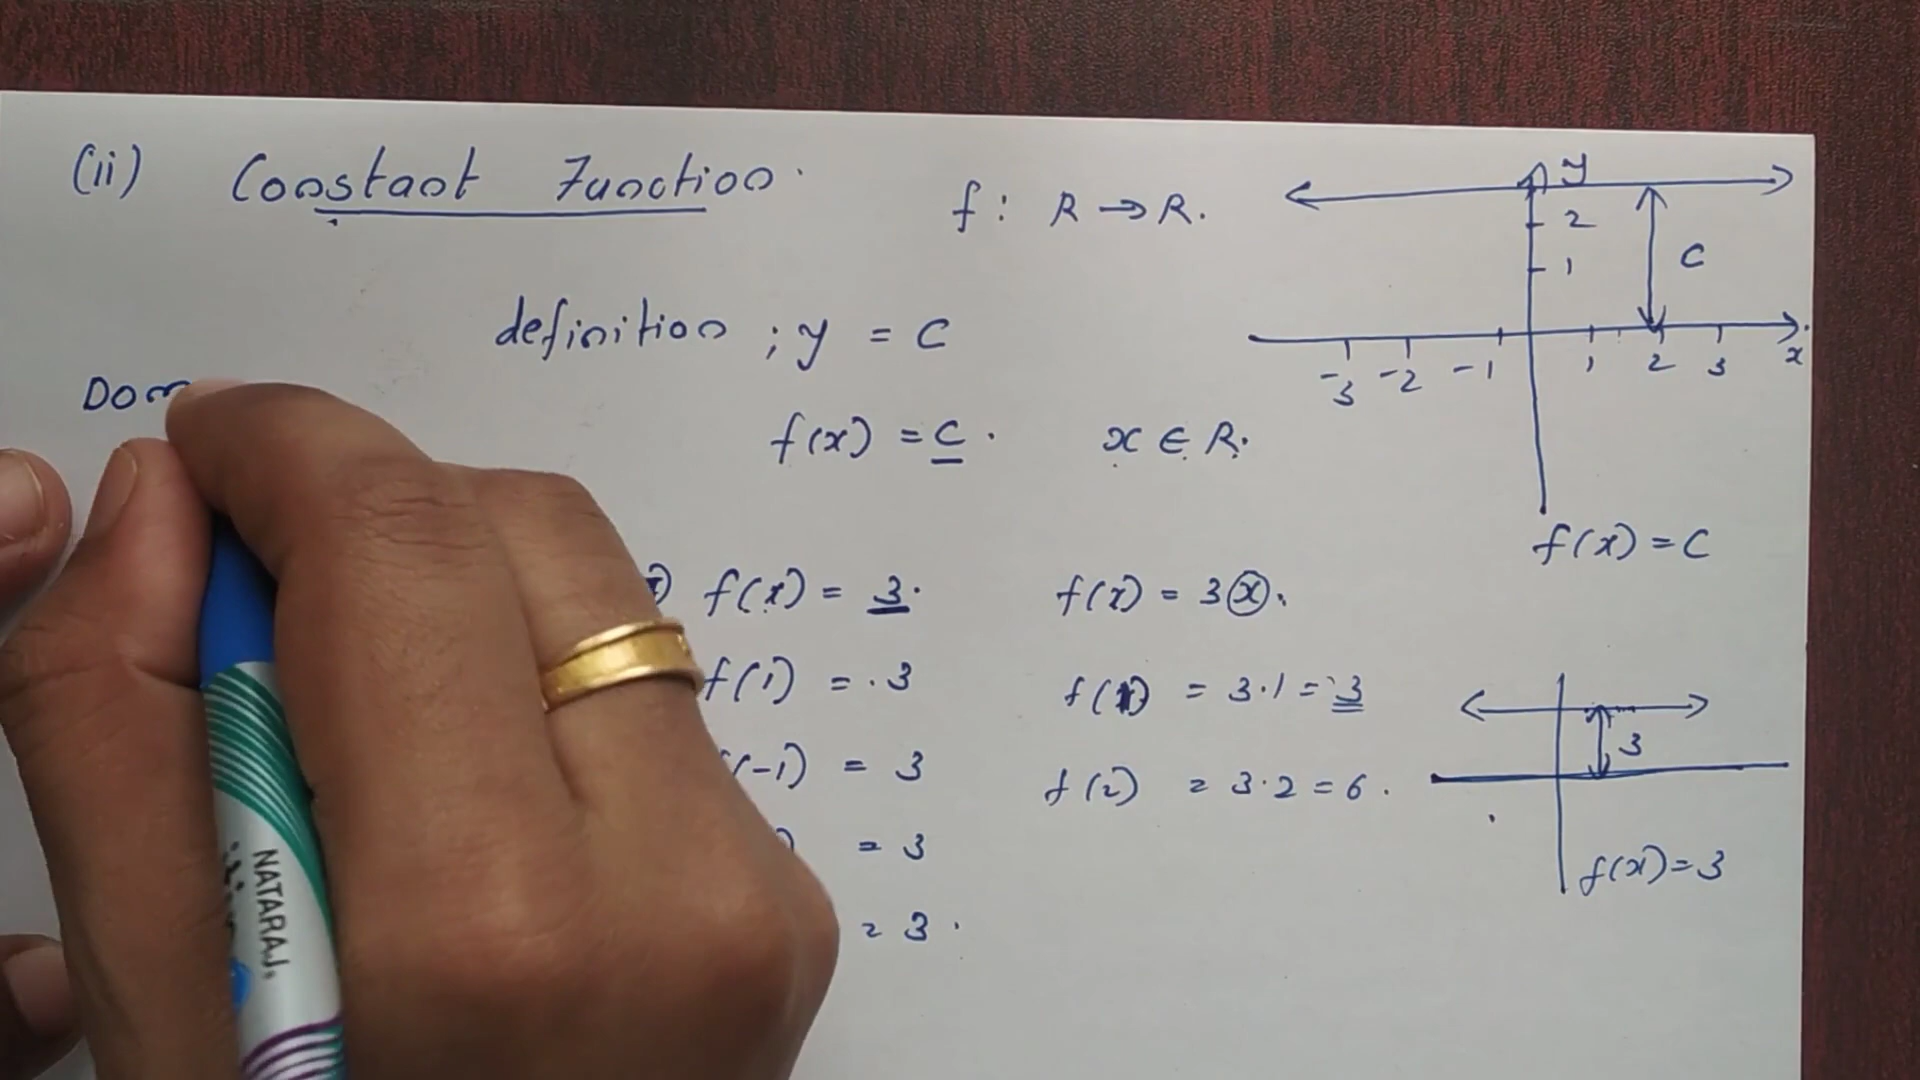 (ii) Constant Function.
f: R → R.
definition ; y = C
Dom
f(x) = C. x ∈ R.
y
2
1
C
-3 -2 -1 1 2 3 x
f(x) = C
f(x) = 3. f(x) = 3x.
f(1) = 3 f(1) = 3·1 = 3
(-1) = 3 f(2) = 3·2 = 6.
= 3
= 3.
3
f(x) = 3
NATARAJ.